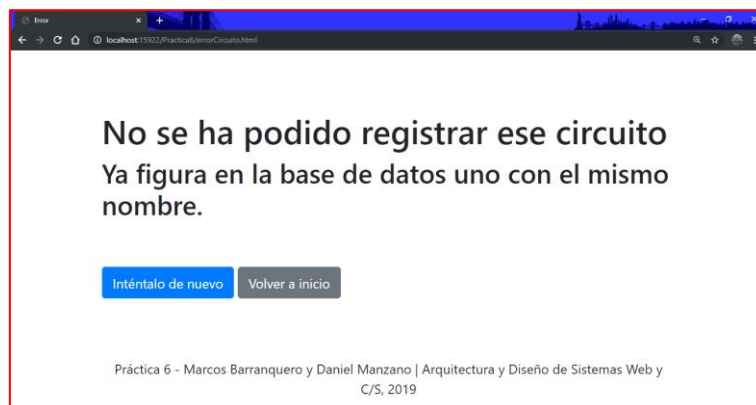 Error
localhost:15922/Practica6/errorCircuito.html
No se ha podido registrar ese circuito
Ya figura en la base de datos uno con el mismo
nombre.
Inténtalo de nuevo
Volver a inicio
Práctica 6 - Marcos Barranquero y Daniel Manzano | Arquitectura y Diseño de Sistemas Web y
C/S, 2019